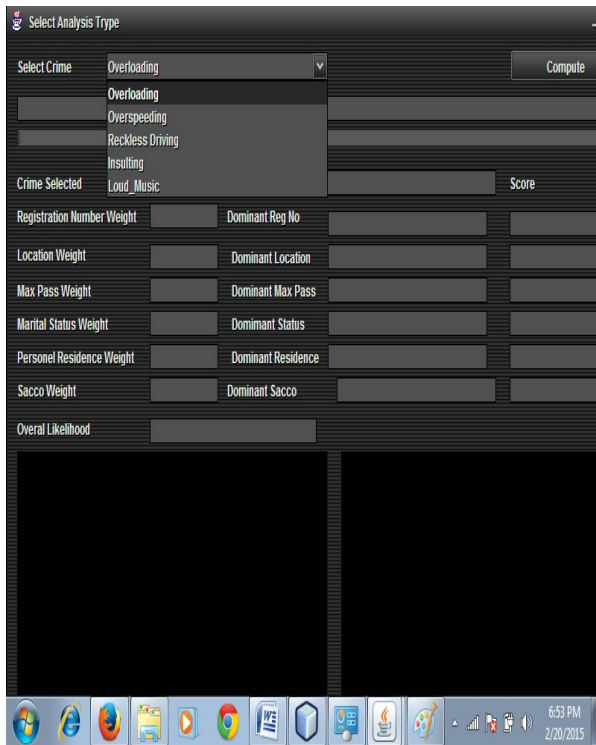 Select Analysis Trype
Select Crime Overloading Compute
Overloading
Overspeeding
Reckless Driving
Insulting
Loud_Music
Crime Selected Score
Registration Number Weight Dominant Reg No
Location Weight Dominant Location
Max Pass Weight Dominant Max Pass
Marital Status Weight Domimant Status
Personel Residence Weight Dominant Residence
Sacco Weight Dominant Sacco
Overal Likelihood
6:53 PM
2/20/2015